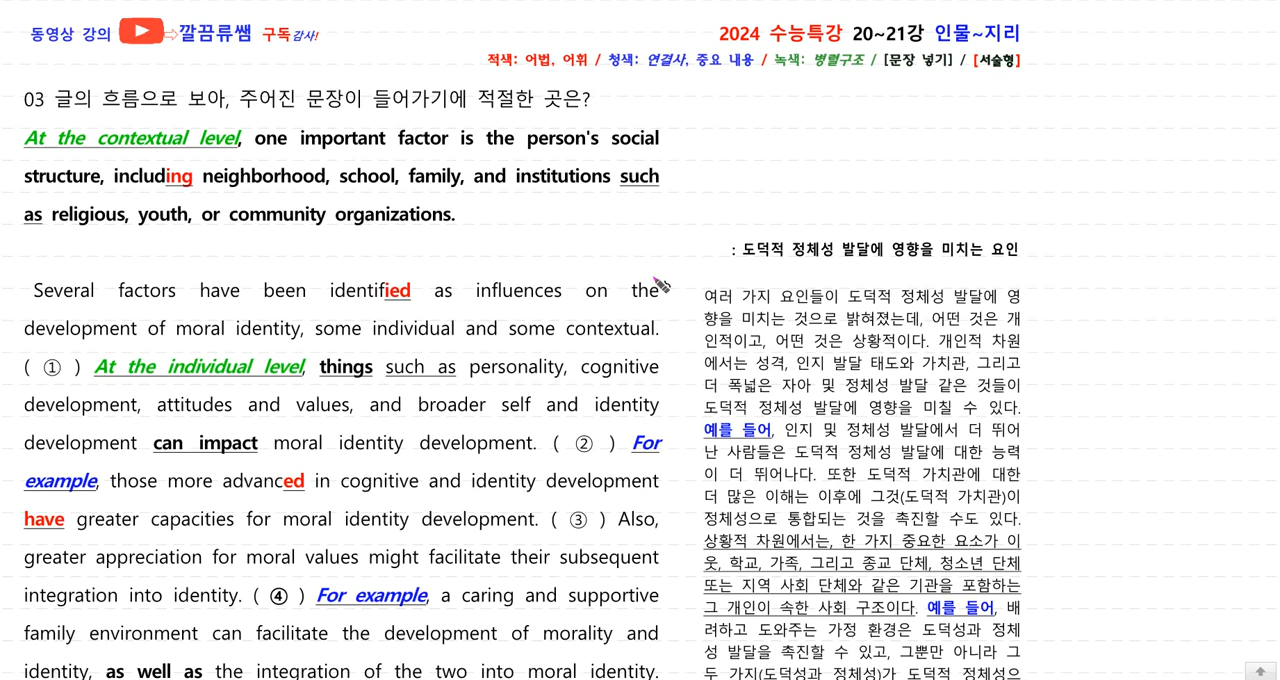 동영상 강의 ⇨깔끔류쌤 구독감사!
2024 수능특강 20~21강 인물~지리
적색: 어법, 어휘 / 청색: 연결사, 중요 내용 / 녹색: 병렬구조 / [문장 넣기] / [서술형]
03 글의 흐름으로 보아, 주어진 문장이 들어가기에 적절한 곳은?
At the contextual level, one important factor is the person's social
structure, including neighborhood, school, family, and institutions such
as religious, youth, or community organizations.
Several factors have been identified as influences on the
development of moral identity, some individual and some contextual.
( ① ) At the individual level, things such as personality, cognitive
development, attitudes and values, and broader self and identity
development can impact moral identity development. ( ② ) For
example, those more advanced in cognitive and identity development
have greater capacities for moral identity development. ( ③ ) Also,
greater appreciation for moral values might facilitate their subsequent
integration into identity. ( ④ ) For example, a caring and supportive
family environment can facilitate the development of morality and
identity, as well as the integration of the two into moral identity.
: 도덕적 정체성 발달에 영향을 미치는 요인
여러 가지 요인들이 도덕적 정체성 발달에 영
향을 미치는 것으로 밝혀졌는데, 어떤 것은 개
인적이고, 어떤 것은 상황적이다. 개인적 차원
에서는 성격, 인지 발달 태도와 가치관, 그리고
더 폭넓은 자아 및 정체성 발달 같은 것들이
도덕적 정체성 발달에 영향을 미칠 수 있다.
예를 들어, 인지 및 정체성 발달에서 더 뛰어
난 사람들은 도덕적 정체성 발달에 대한 능력
이 더 뛰어나다. 또한 도덕적 가치관에 대한
더 많은 이해는 이후에 그것(도덕적 가치관)이
정체성으로 통합되는 것을 촉진할 수도 있다.
상황적 차원에서는, 한 가지 중요한 요소가 이
웃, 학교, 가족, 그리고 종교 단체, 청소년 단체
또는 지역 사회 단체와 같은 기관을 포함하는
그 개인이 속한 사회 구조이다. 예를 들어, 배
려하고 도와주는 가정 환경은 도덕성과 정체
성 발달을 촉진할 수 있고, 그뿐만 아니라 그
두 가지(도덕성과 정체성)가 도덕적 정체성으